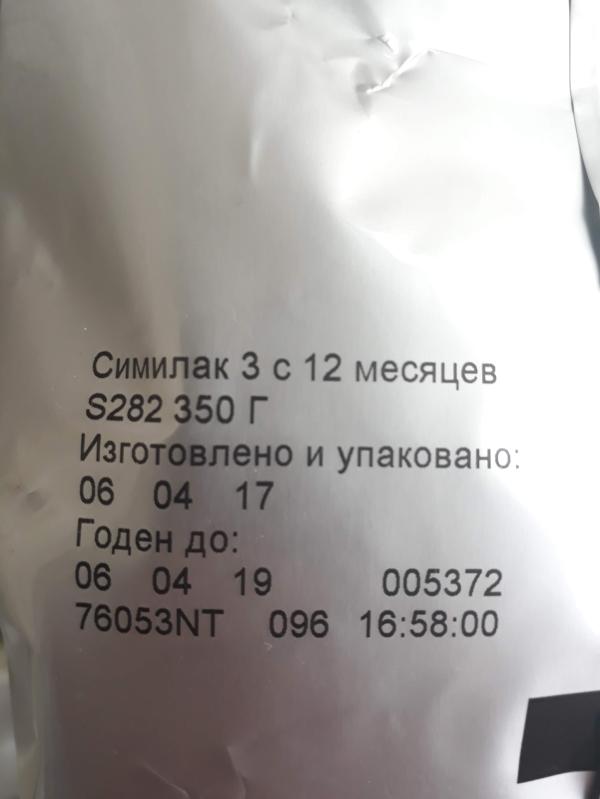 Симилак 3 с 12 месяцев
S282 350 Г
Изготовлено и упаковано:
06 04 17
Годен до:
06 04 19 005372
76053NT 096 16:58:00